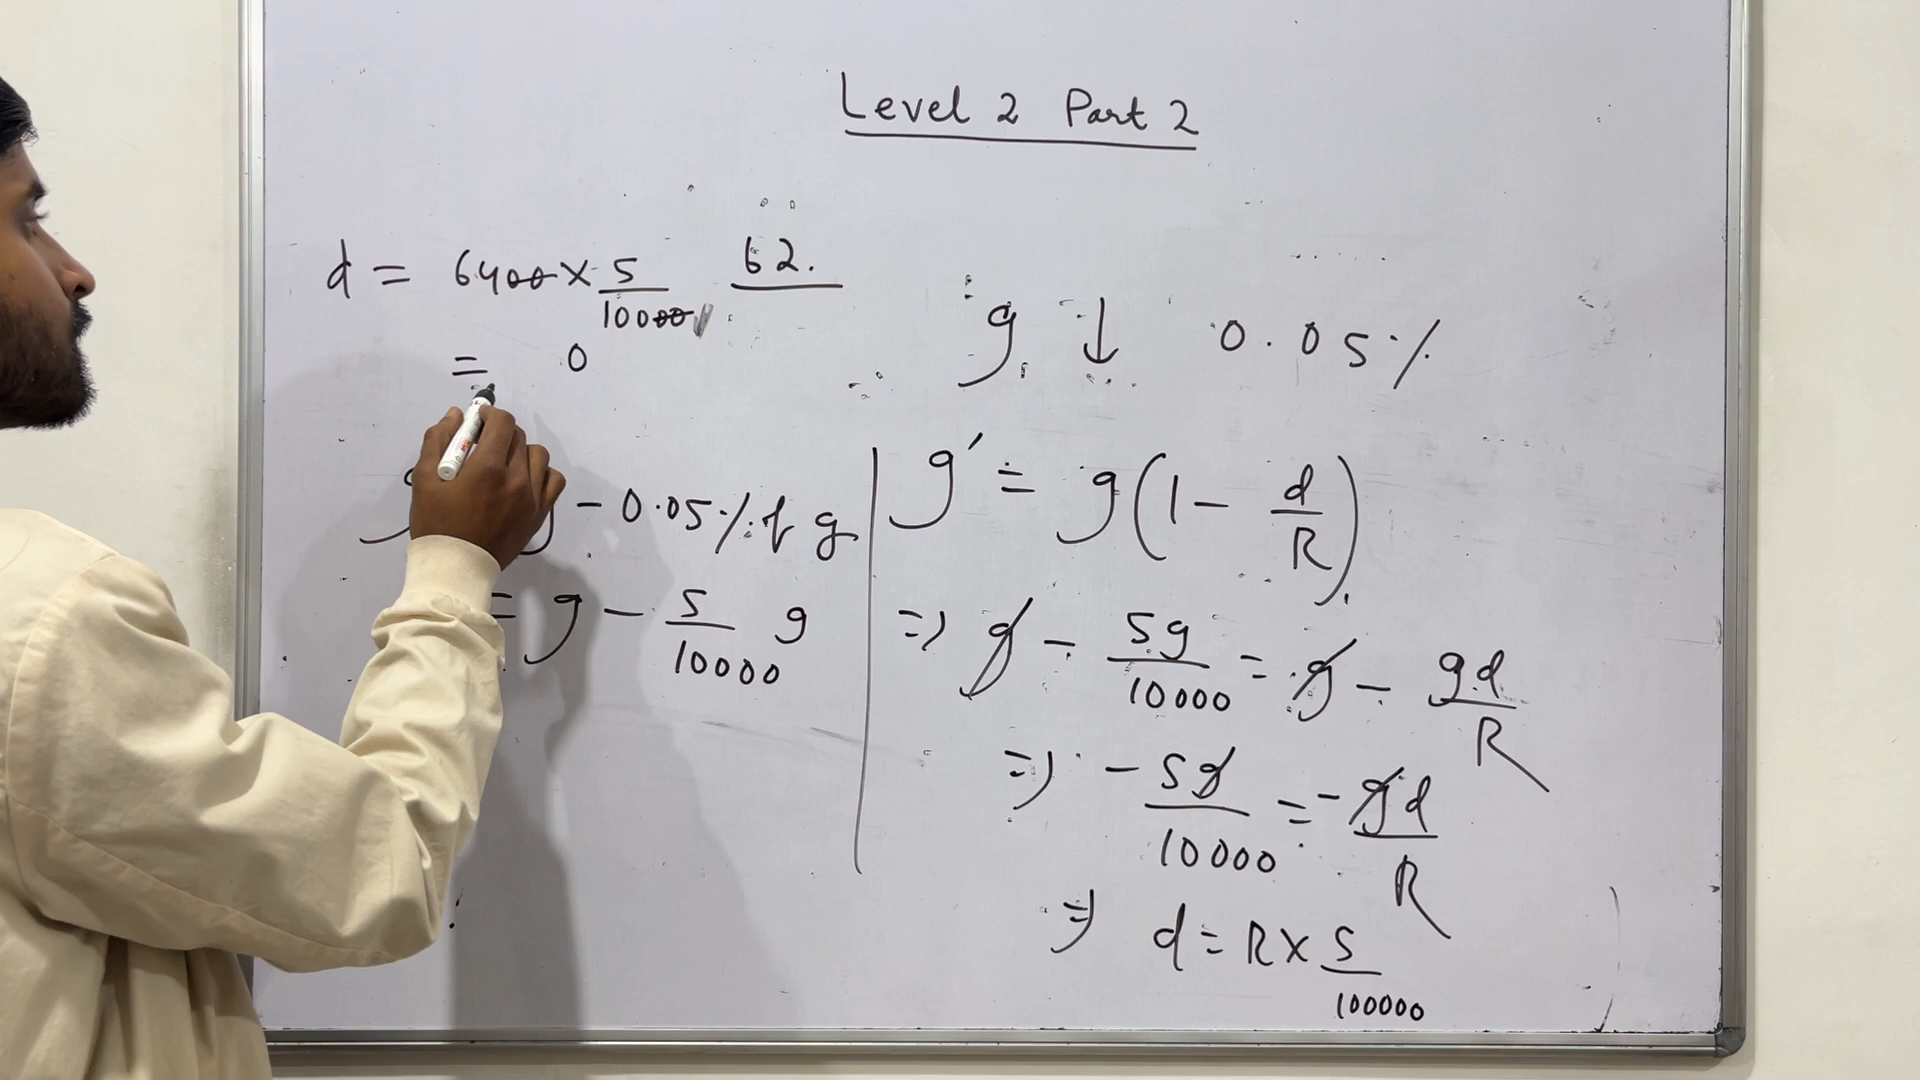 Level 2 Part 2
62.
d = 6400 × 5/10000
= 0
g ↓ 0.05%
- 0.05% of g
= g - 5/10000 g
g' = g(1 - d/R)
⇒ g - 5g/10000 = g - gd/R
⇒ - 5g/10000 = - gd/R
⇒ d = R × 5/100000